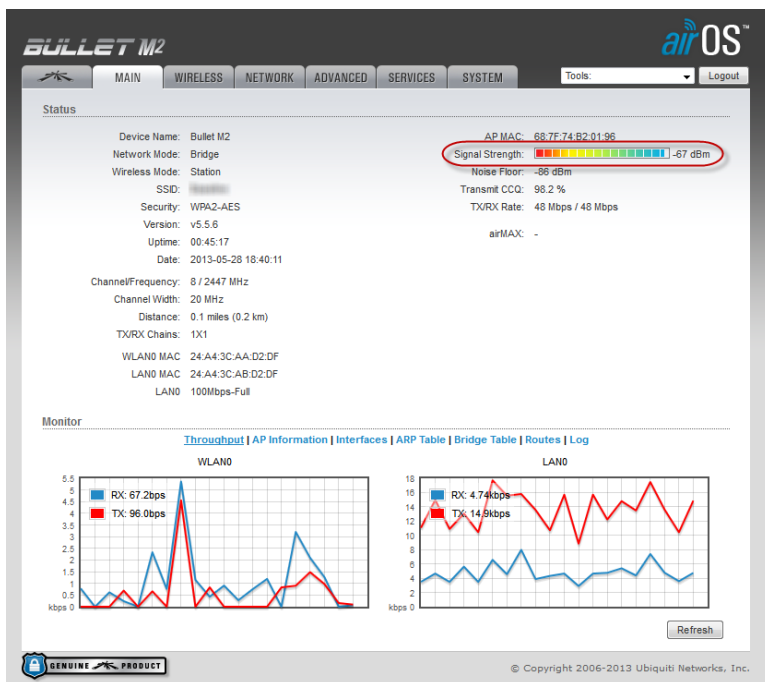 BULLET M2
airOS™
MAIN WIRELESS NETWORK ADVANCED SERVICES SYSTEM Tools: Logout
Status
Device Name: Bullet M2
Network Mode: Bridge
Wireless Mode: Station
SSID:
Security: WPA2-AES
Version: v5.5.6
Uptime: 00:45:17
Date: 2013-05-28 18:40:11
Channel/Frequency: 8 / 2447 MHz
Channel Width: 20 MHz
Distance: 0.1 miles (0.2 km)
TX/RX Chains: 1X1
WLAN0 MAC 24:A4:3C:AA:D2:DF
LAN0 MAC 24:A4:3C:AB:D2:DF
LAN0 100Mbps-Full
AP MAC: 68:7F:74:B2:01:96
Signal Strength: -67 dBm
Noise Floor: -86 dBm
Transmit CCQ: 98.2 %
TX/RX Rate: 48 Mbps / 48 Mbps
airMAX: -
Monitor
Throughput | AP Information | Interfaces | ARP Table | Bridge Table | Routes | Log
WLAN0
5.5
5
4.5
4
3.5
3
2.5
2
1.5
1
0.5
kbps 0
RX: 67.2bps
TX: 96.0bps
LAN0
18
16
14
12
10
8
6
4
2
kbps 0
RX: 4.74kbps
TX: 14.9kbps
Refresh
GENUINE PRODUCT
© Copyright 2006-2013 Ubiquiti Networks, Inc.